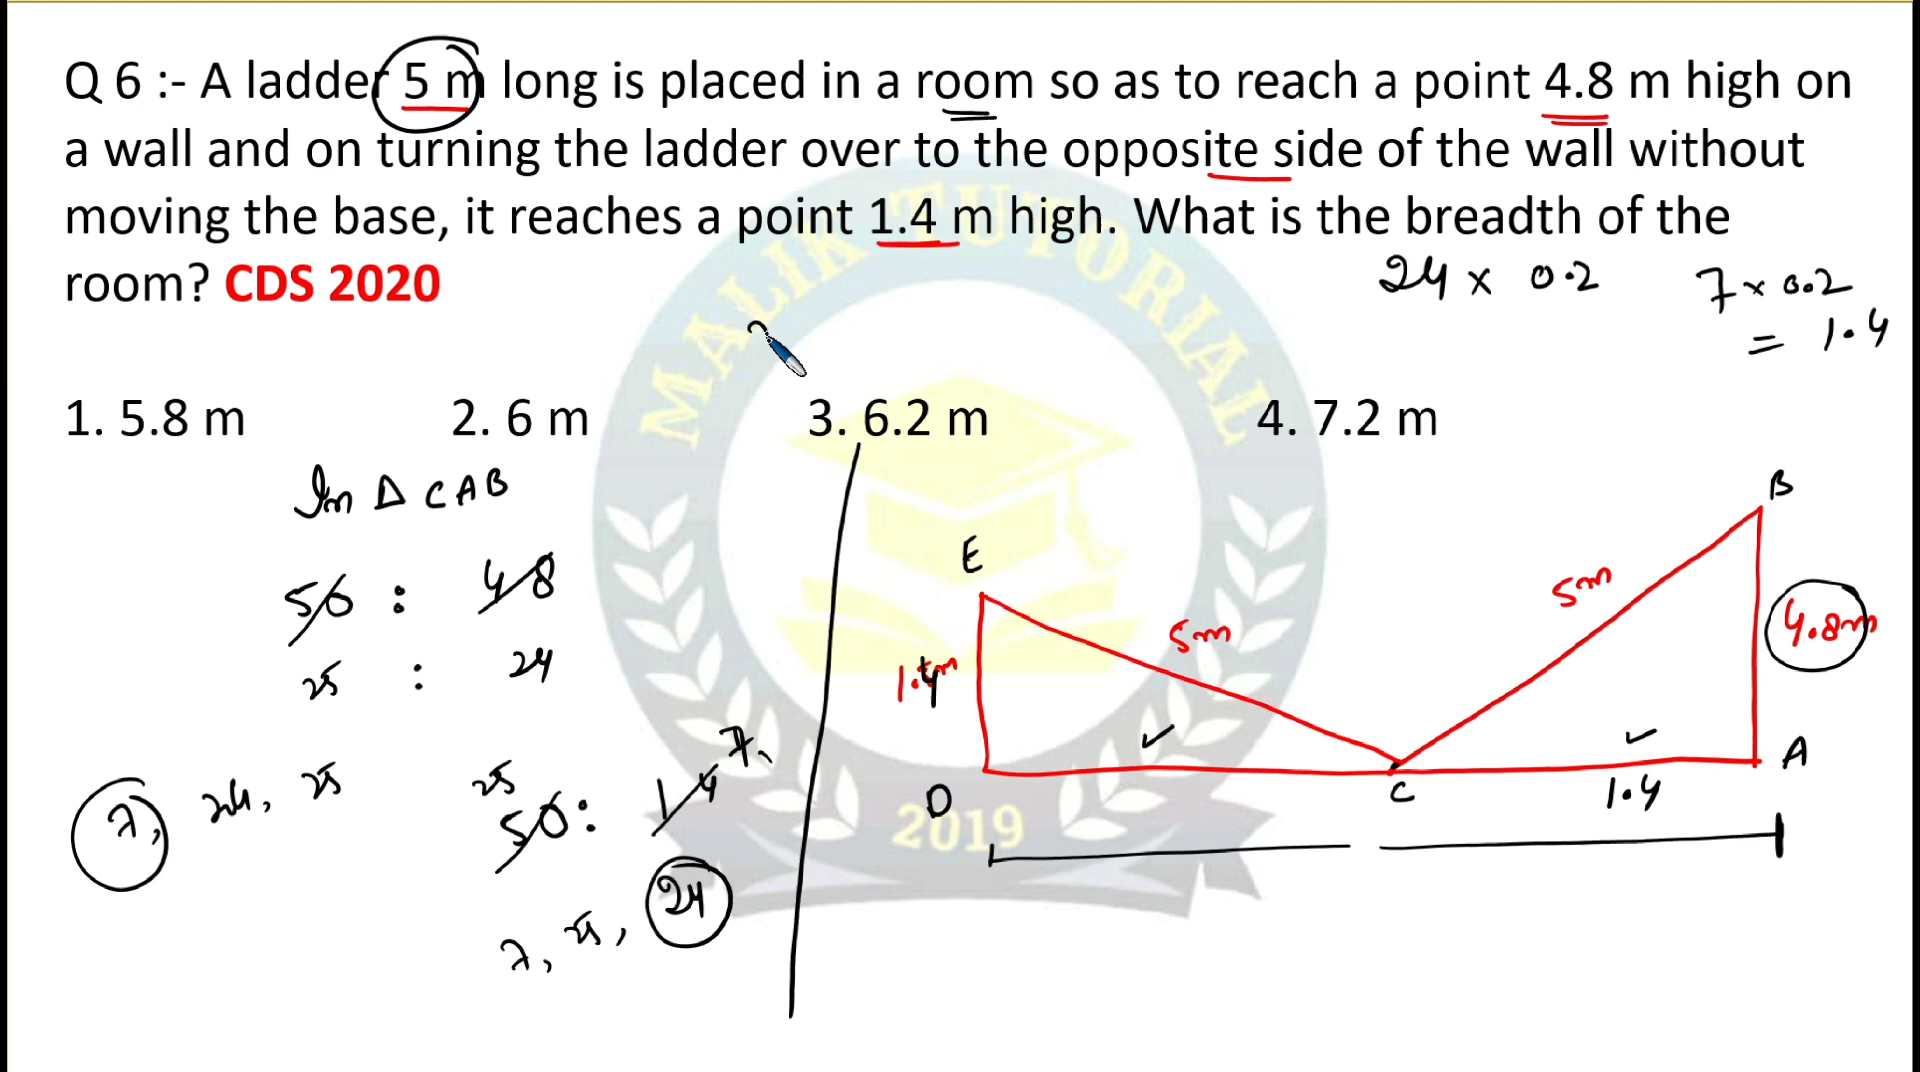 Q 6 :- A ladder 5 m long is placed in a room so as to reach a point 4.8 m high on
a wall and on turning the ladder over to the opposite side of the wall without
moving the base, it reaches a point 1.4 m high. What is the breadth of the
room? CDS 2020
24 x 0.2
7 x 0.2
= 1.4
MALIK TUTORIAL
1. 5.8 m 2. 6 m 3. 6.2 m 4. 7.2 m
In Δ CAB
50 : 48
25 : 24
7, 24, 25
25 7,
50: 14
7, 25, 24
B
E
5m
5m
4.8m
1.4m
A
D
C
1.4
2019